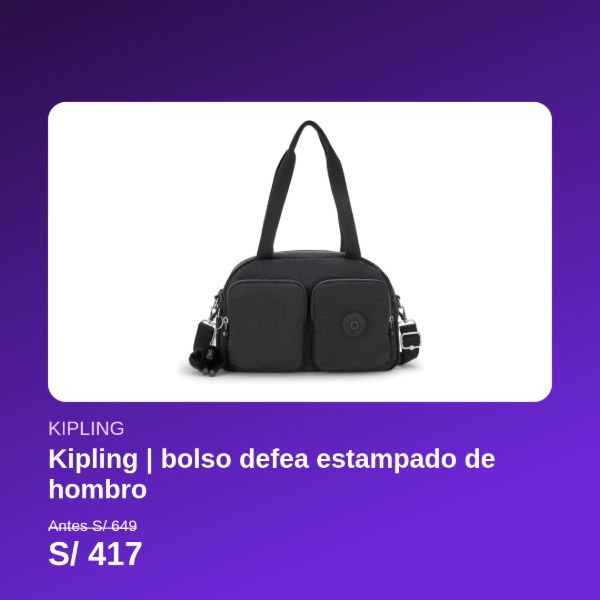 KIPLING
Kipling | bolso defea estampado de
hombro
Antes S/ 649
S/ 417